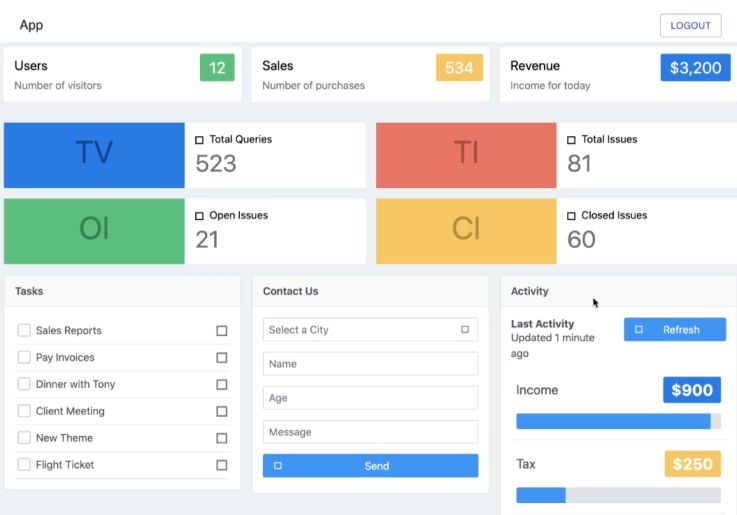 App
LOGOUT
Users
12
Number of visitors
Sales
534
Number of purchases
Revenue
$3,200
Income for today
TV
Total Queries
523
TI
Total Issues
81
OI
Open Issues
21
CI
Closed Issues
60
Tasks
Sales Reports
Pay Invoices
Dinner with Tony
Client Meeting
New Theme
Flight Ticket
Contact Us
Select a City
Name
Age
Message
Send
Activity
Last Activity
Updated 1 minute
ago
Refresh
Income
$900
Tax
$250